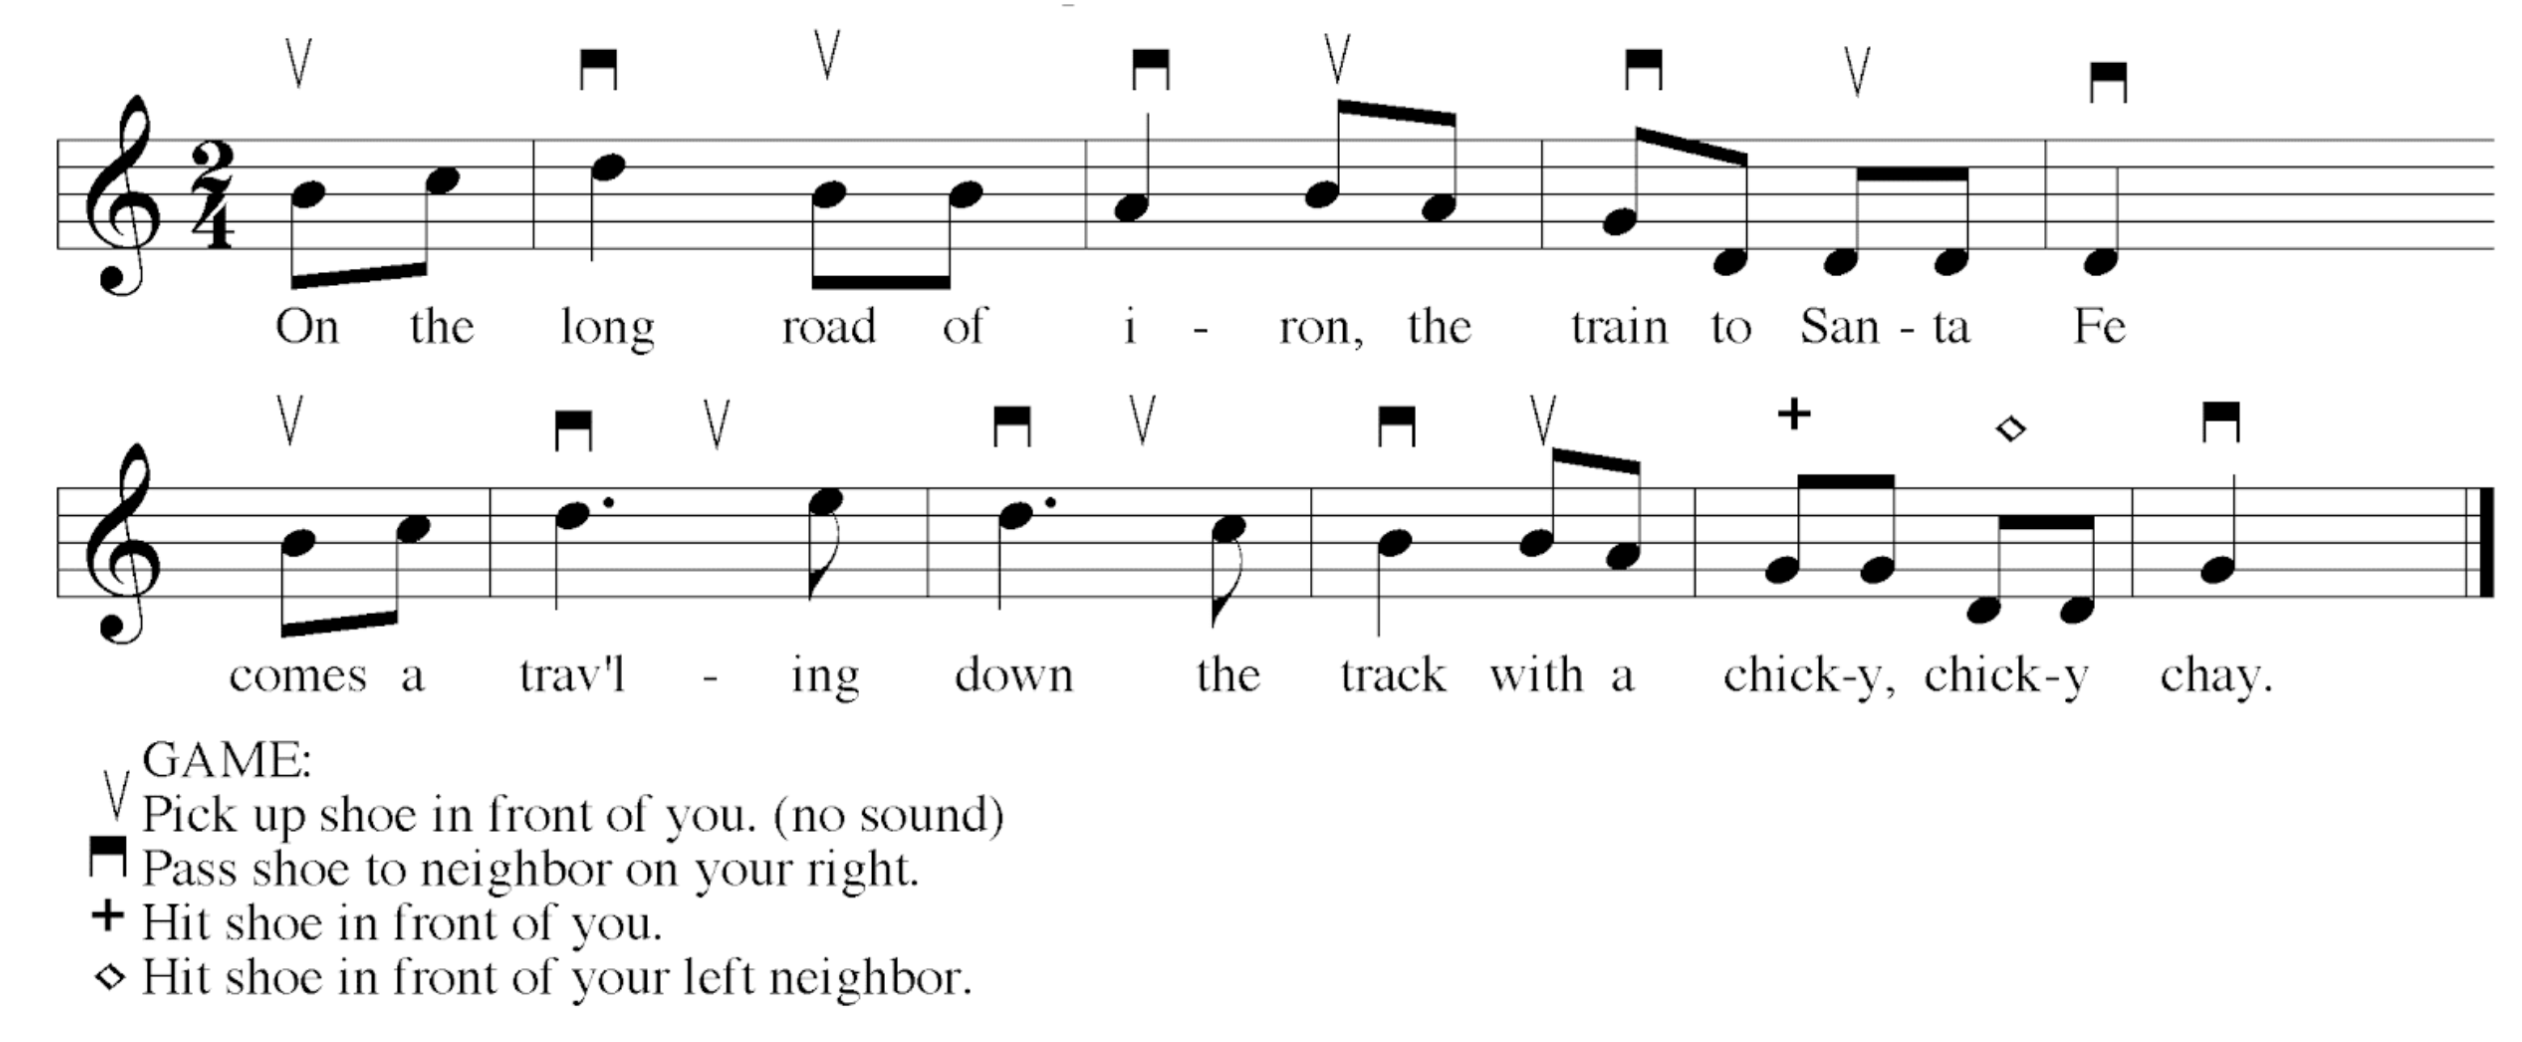 2
4
On the long road of i - ron, the train to San - ta Fe
comes a trav'l - ing down the track with a chick-y, chick-y chay.
GAME:
Pick up shoe in front of you. (no sound)
Pass shoe to neighbor on your right.
Hit shoe in front of you.
Hit shoe in front of your left neighbor.